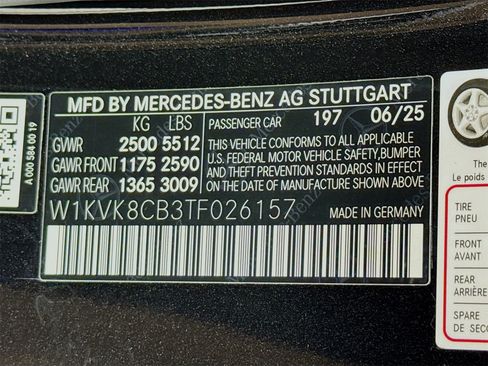 MFD BY MERCEDES-BENZ AG STUTTGART
KG LBS PASSENGER CAR 197 06/25
GVWR 2500 5512
GAWR FRONT 1175 2590
GAWR REAR 1365 3009
THIS VEHICLE CONFORMS TO ALL APPLICABLE
U.S. FEDERAL MOTOR VEHICLE SAFETY, BUMPER
AND THEFT PREVENTION STANDARDS IN EFFECT
ON THE DATE OF MANUFACTURE SHOWN ABOVE.
W1KVK8CB3TF026157 MADE IN GERMANY
A 000 584 00 19
The
des p
TIRE
PNEU
FRONT
AVANT
REAR
ARRIÈRE
SPARE
DE SECO